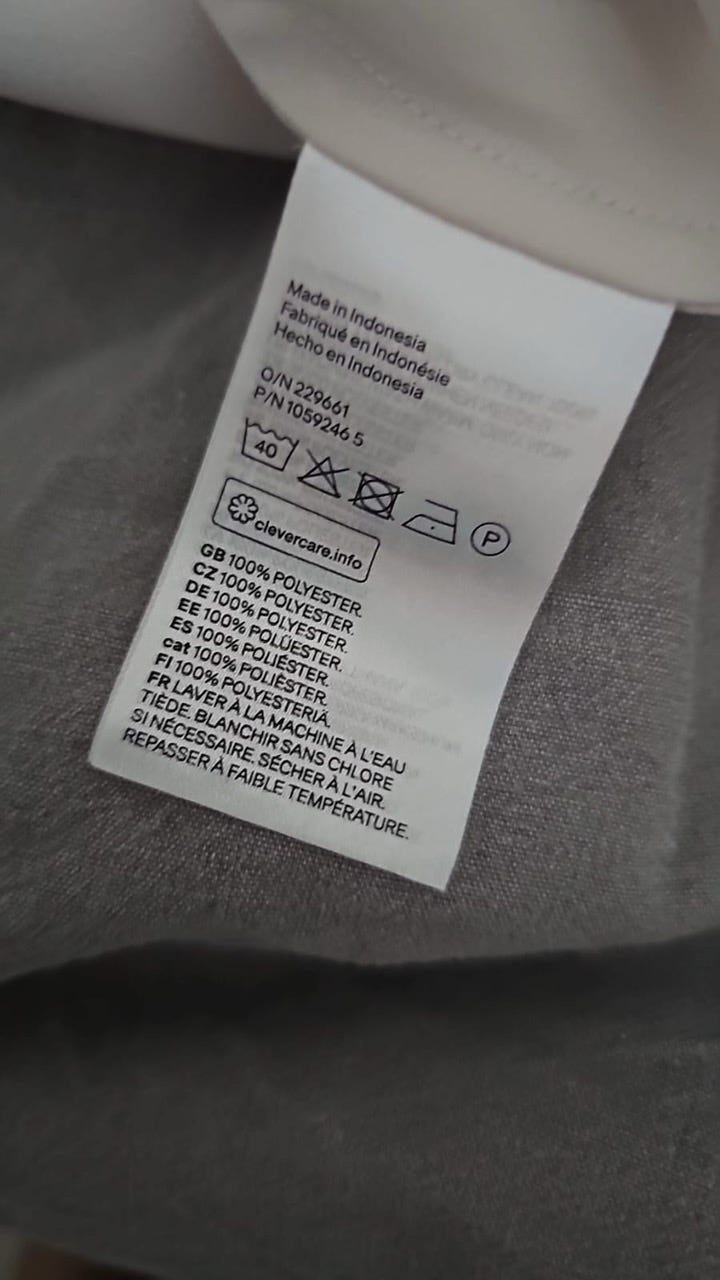 Made in Indonesia
Fabriqué en Indonésie
Hecho en Indonesia
O/N 229661
P/N 1059246 5
40
P
clevercare.info
GB 100% POLYESTER.
CZ 100% POLYESTER.
DE 100% POLYESTER.
EE 100% POLÜESTER.
ES 100% POLIÉSTER.
cat 100% POLIÈSTER.
FI 100% POLYESTERIÄ.
FR LAVER À LA MACHINE À L'EAU
TIÈDE. BLANCHIR SANS CHLORE
SI NÉCESSAIRE. SÉCHER À L'AIR.
REPASSER À FAIBLE TEMPÉRATURE.